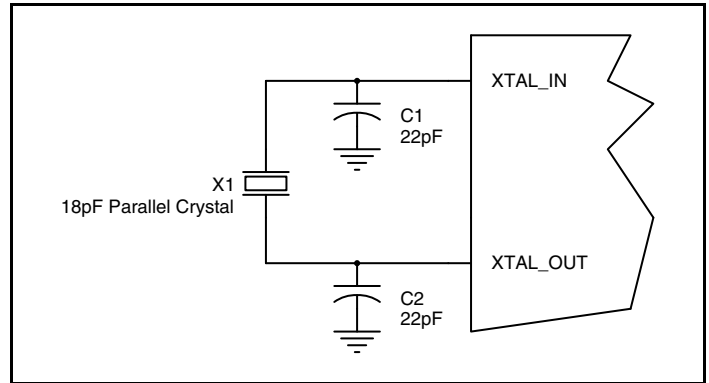 XTAL_IN
C1
22pF
X1
18pF Parallel Crystal
XTAL_OUT
C2
22pF